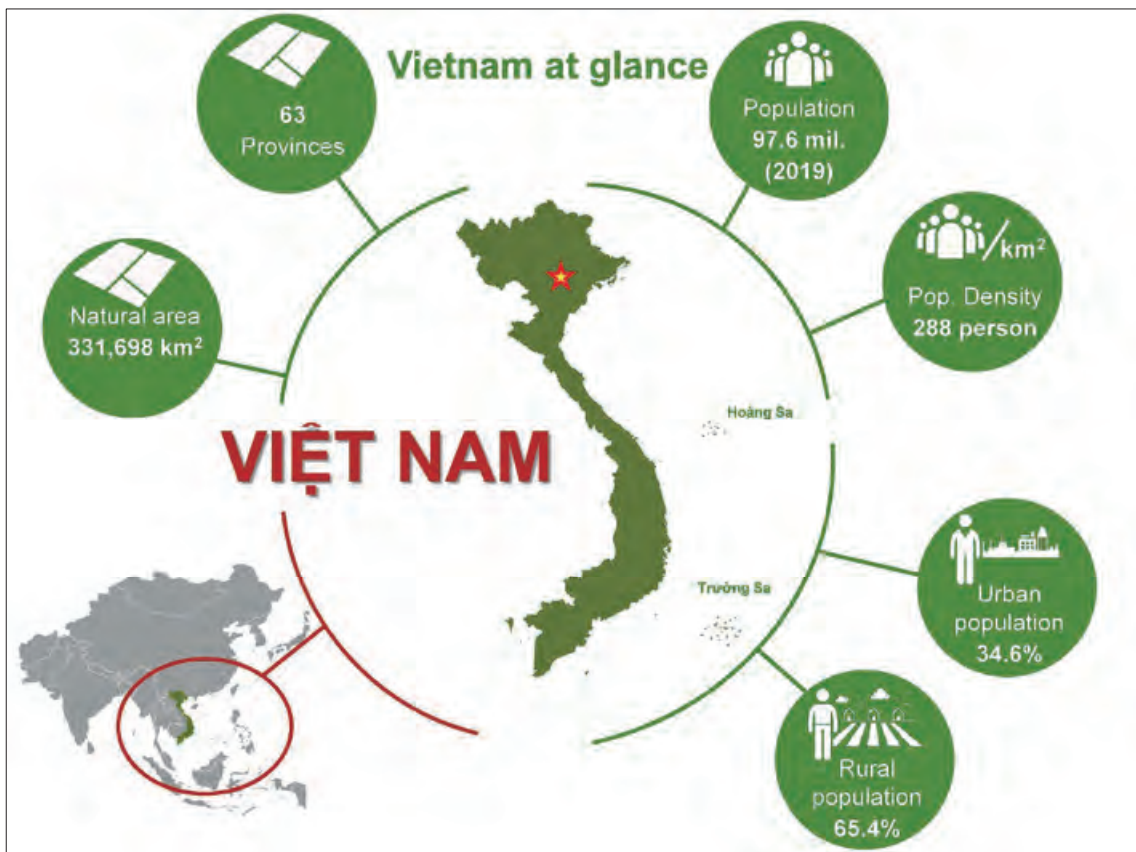 Vietnam at glance
63
Provinces
Natural area
331,698 km²
Population
97.6 mil.
(2019)
/km²
Pop. Density
288 person
VIỆT NAM
Hoàng Sa
Trường Sa
Urban
population
34.6%
Rural
population
65.4%